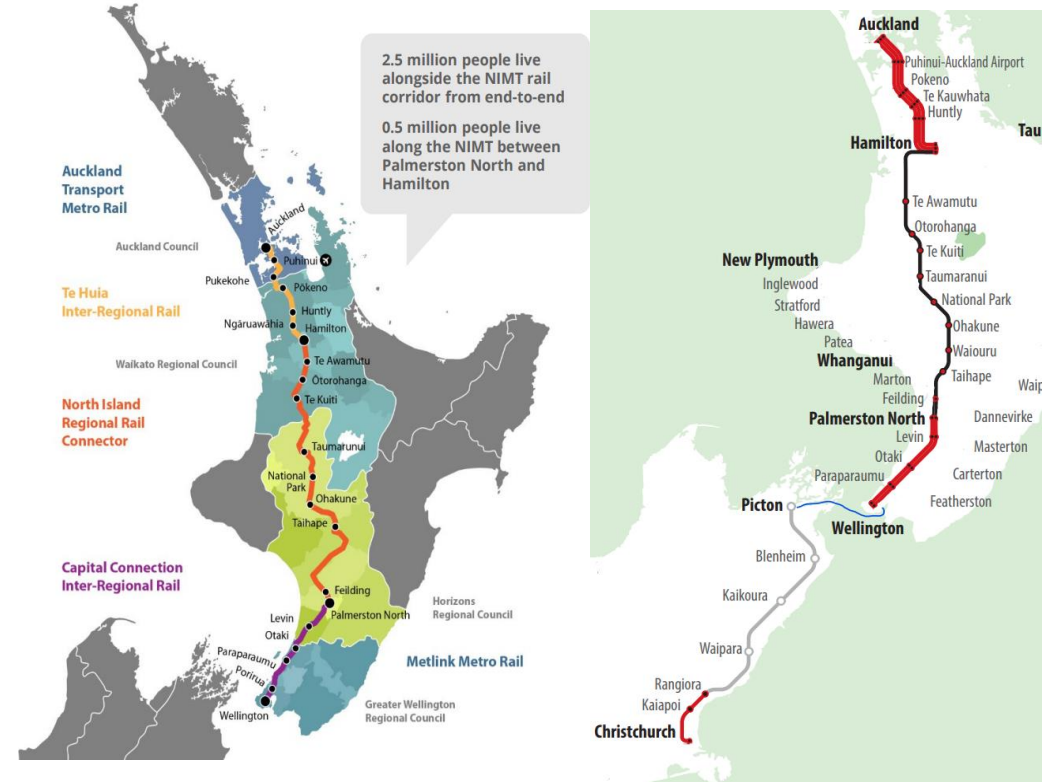 2.5 million people live
alongside the NIMT rail
corridor from end-to-end
0.5 million people live
along the NIMT between
Palmerston North and
Hamilton
Auckland
Transport
Metro Rail
Auckland Council
Auckland
Puhinui
Pukekohe
Pōkeno
Te Huia
Inter-Regional Rail
Huntly
Ngāruawāhia
Hamilton
Waikato Regional Council
Te Awamutu
Ōtorohanga
Te Kuiti
North Island
Regional Rail
Connector
Taumarunui
National
Park
Ohakune
Taihape
Capital Connection
Inter-Regional Rail
Feilding
Palmerston North
Horizons
Regional Council
Levin
Otaki
Paraparaumu
Porirua
Wellington
Metlink Metro Rail
Greater Wellington
Regional Council
Auckland
Puhinui-Auckland Airport
Pokeno
Te Kauwhata
Huntly
Tau
Hamilton
Te Awamutu
Otorohanga
Te Kuiti
New Plymouth
Taumaranui
Inglewood
National Park
Stratford
Hawera
Ohakune
Patea
Waiouru
Whanganui
Taihape
Marton
Waip
Feilding
Palmerston North
Dannevirke
Levin
Masterton
Otaki
Paraparaumu
Carterton
Featherston
Picton
Wellington
Blenheim
Kaikoura
Waipara
Rangiora
Kaiapoi
Christchurch